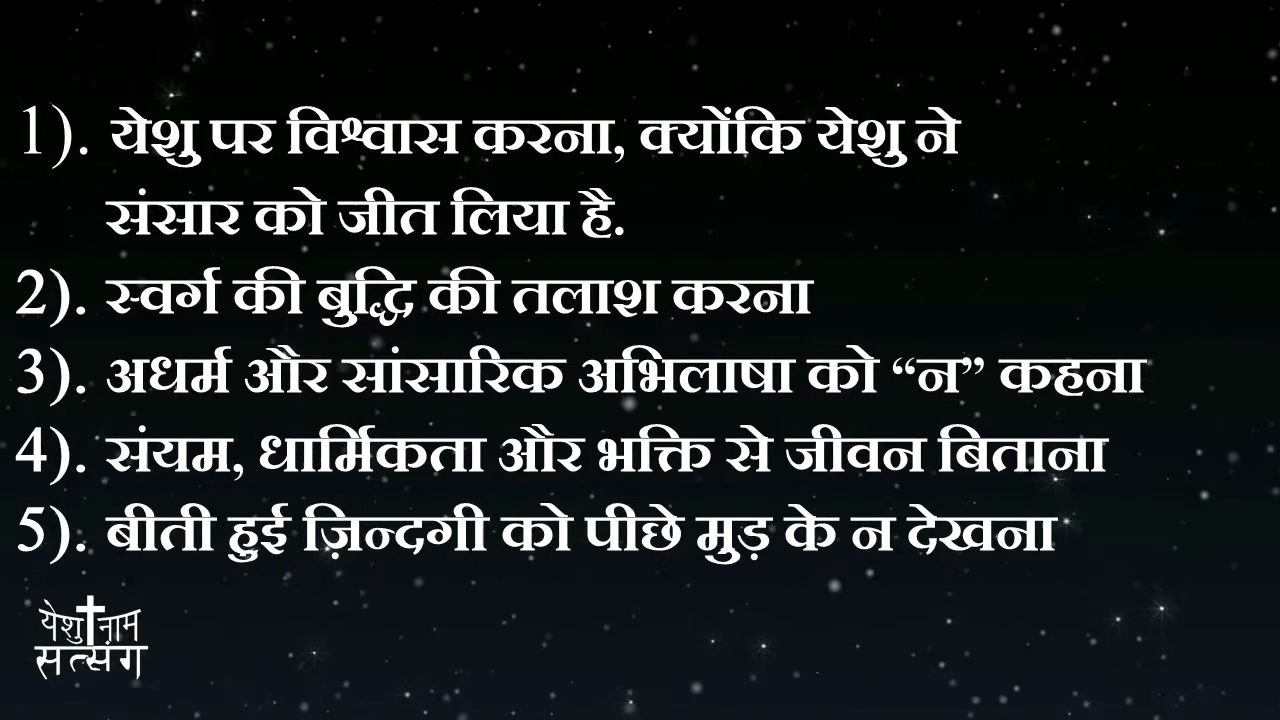 1). येशु पर विश्वास करना, क्योंकि येशु ने
संसार को जीत लिया है.
2). स्वर्ग की बुद्धि की तलाश करना
3). अधर्म और सांसारिक अभिलाषा को “न” कहना
4). संयम, धार्मिकता और भक्ति से जीवन बिताना
5). बीती हुई ज़िन्दगी को पीछे मुड़ के न देखना
येशु नाम
सत्संग